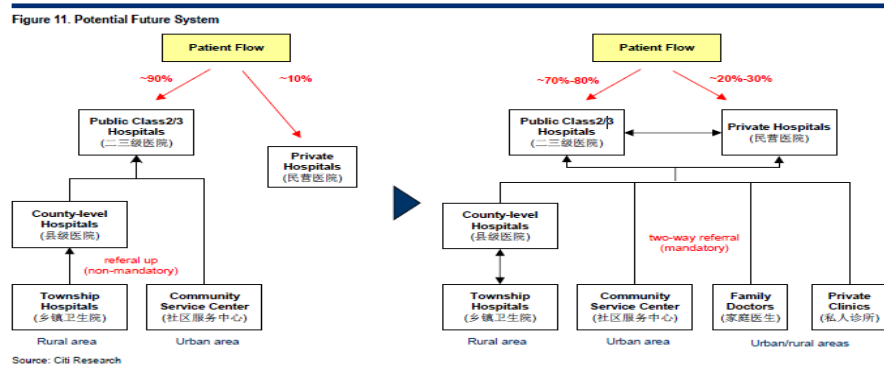 Figure 11. Potential Future System
Patient Flow
~90%
~10%
Public Class2/3
Hospitals
(二三级医院)
Private
Hospitals
(民营医院)
County-level
Hospitals
(县级医院)
referal up
(non-mandatory)
Township
Hospitals
(乡镇卫生院)
Community
Service Center
(社区服务中心)
Rural area
Urban area
Patient Flow
~70%-80%
~20%-30%
Public Class2/3
Hospitals
(二三级医院)
Private Hospitals
(民营医院)
County-level
Hospitals
(县级医院)
two-way referral
(mandatory)
Township
Hospitals
(乡镇卫生院)
Community
Service Center
(社区服务中心)
Family
Doctors
(家庭医生)
Private
Clinics
(私人诊所)
Rural area
Urban area
Urban/rural areas
Source: Citi Research